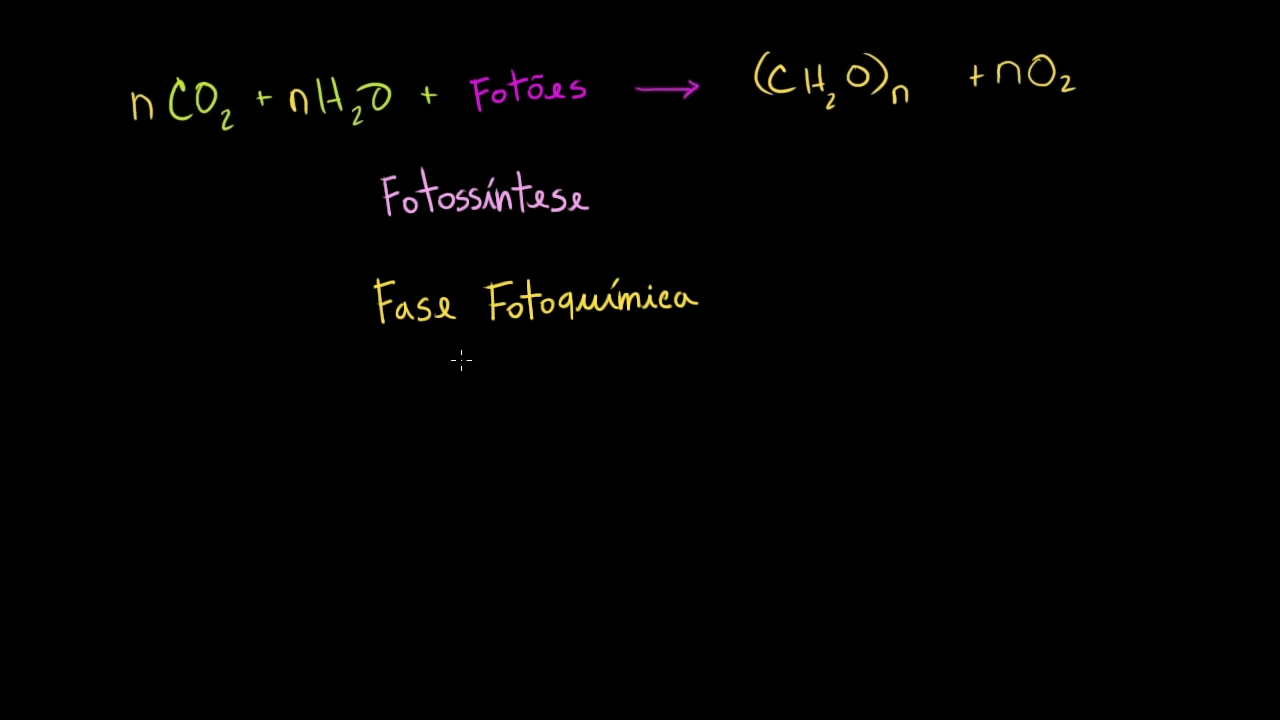 nCO₂ + nH₂O + Fotões → (CH₂O)ₙ + nO₂
Fotossíntese
Fase Fotoquímica